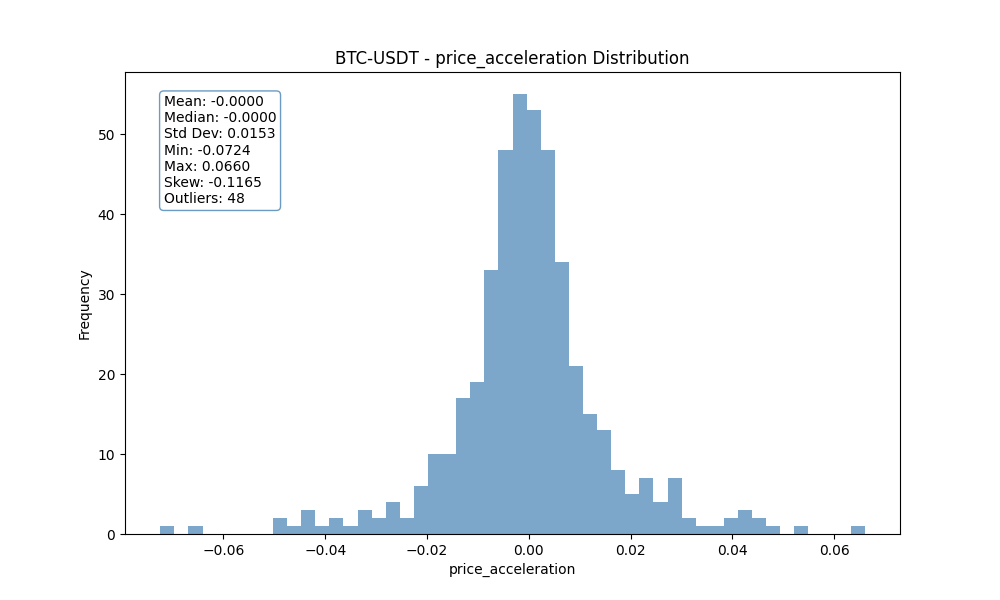 BTC-USDT - price_acceleration Distribution
Mean: -0.0000
Median: -0.0000
Std Dev: 0.0153
Min: -0.0724
Max: 0.0660
Skew: -0.1165
Outliers: 48
Frequency
50
40
30
20
10
0
−0.06 −0.04 −0.02 0.00 0.02 0.04 0.06
price_acceleration